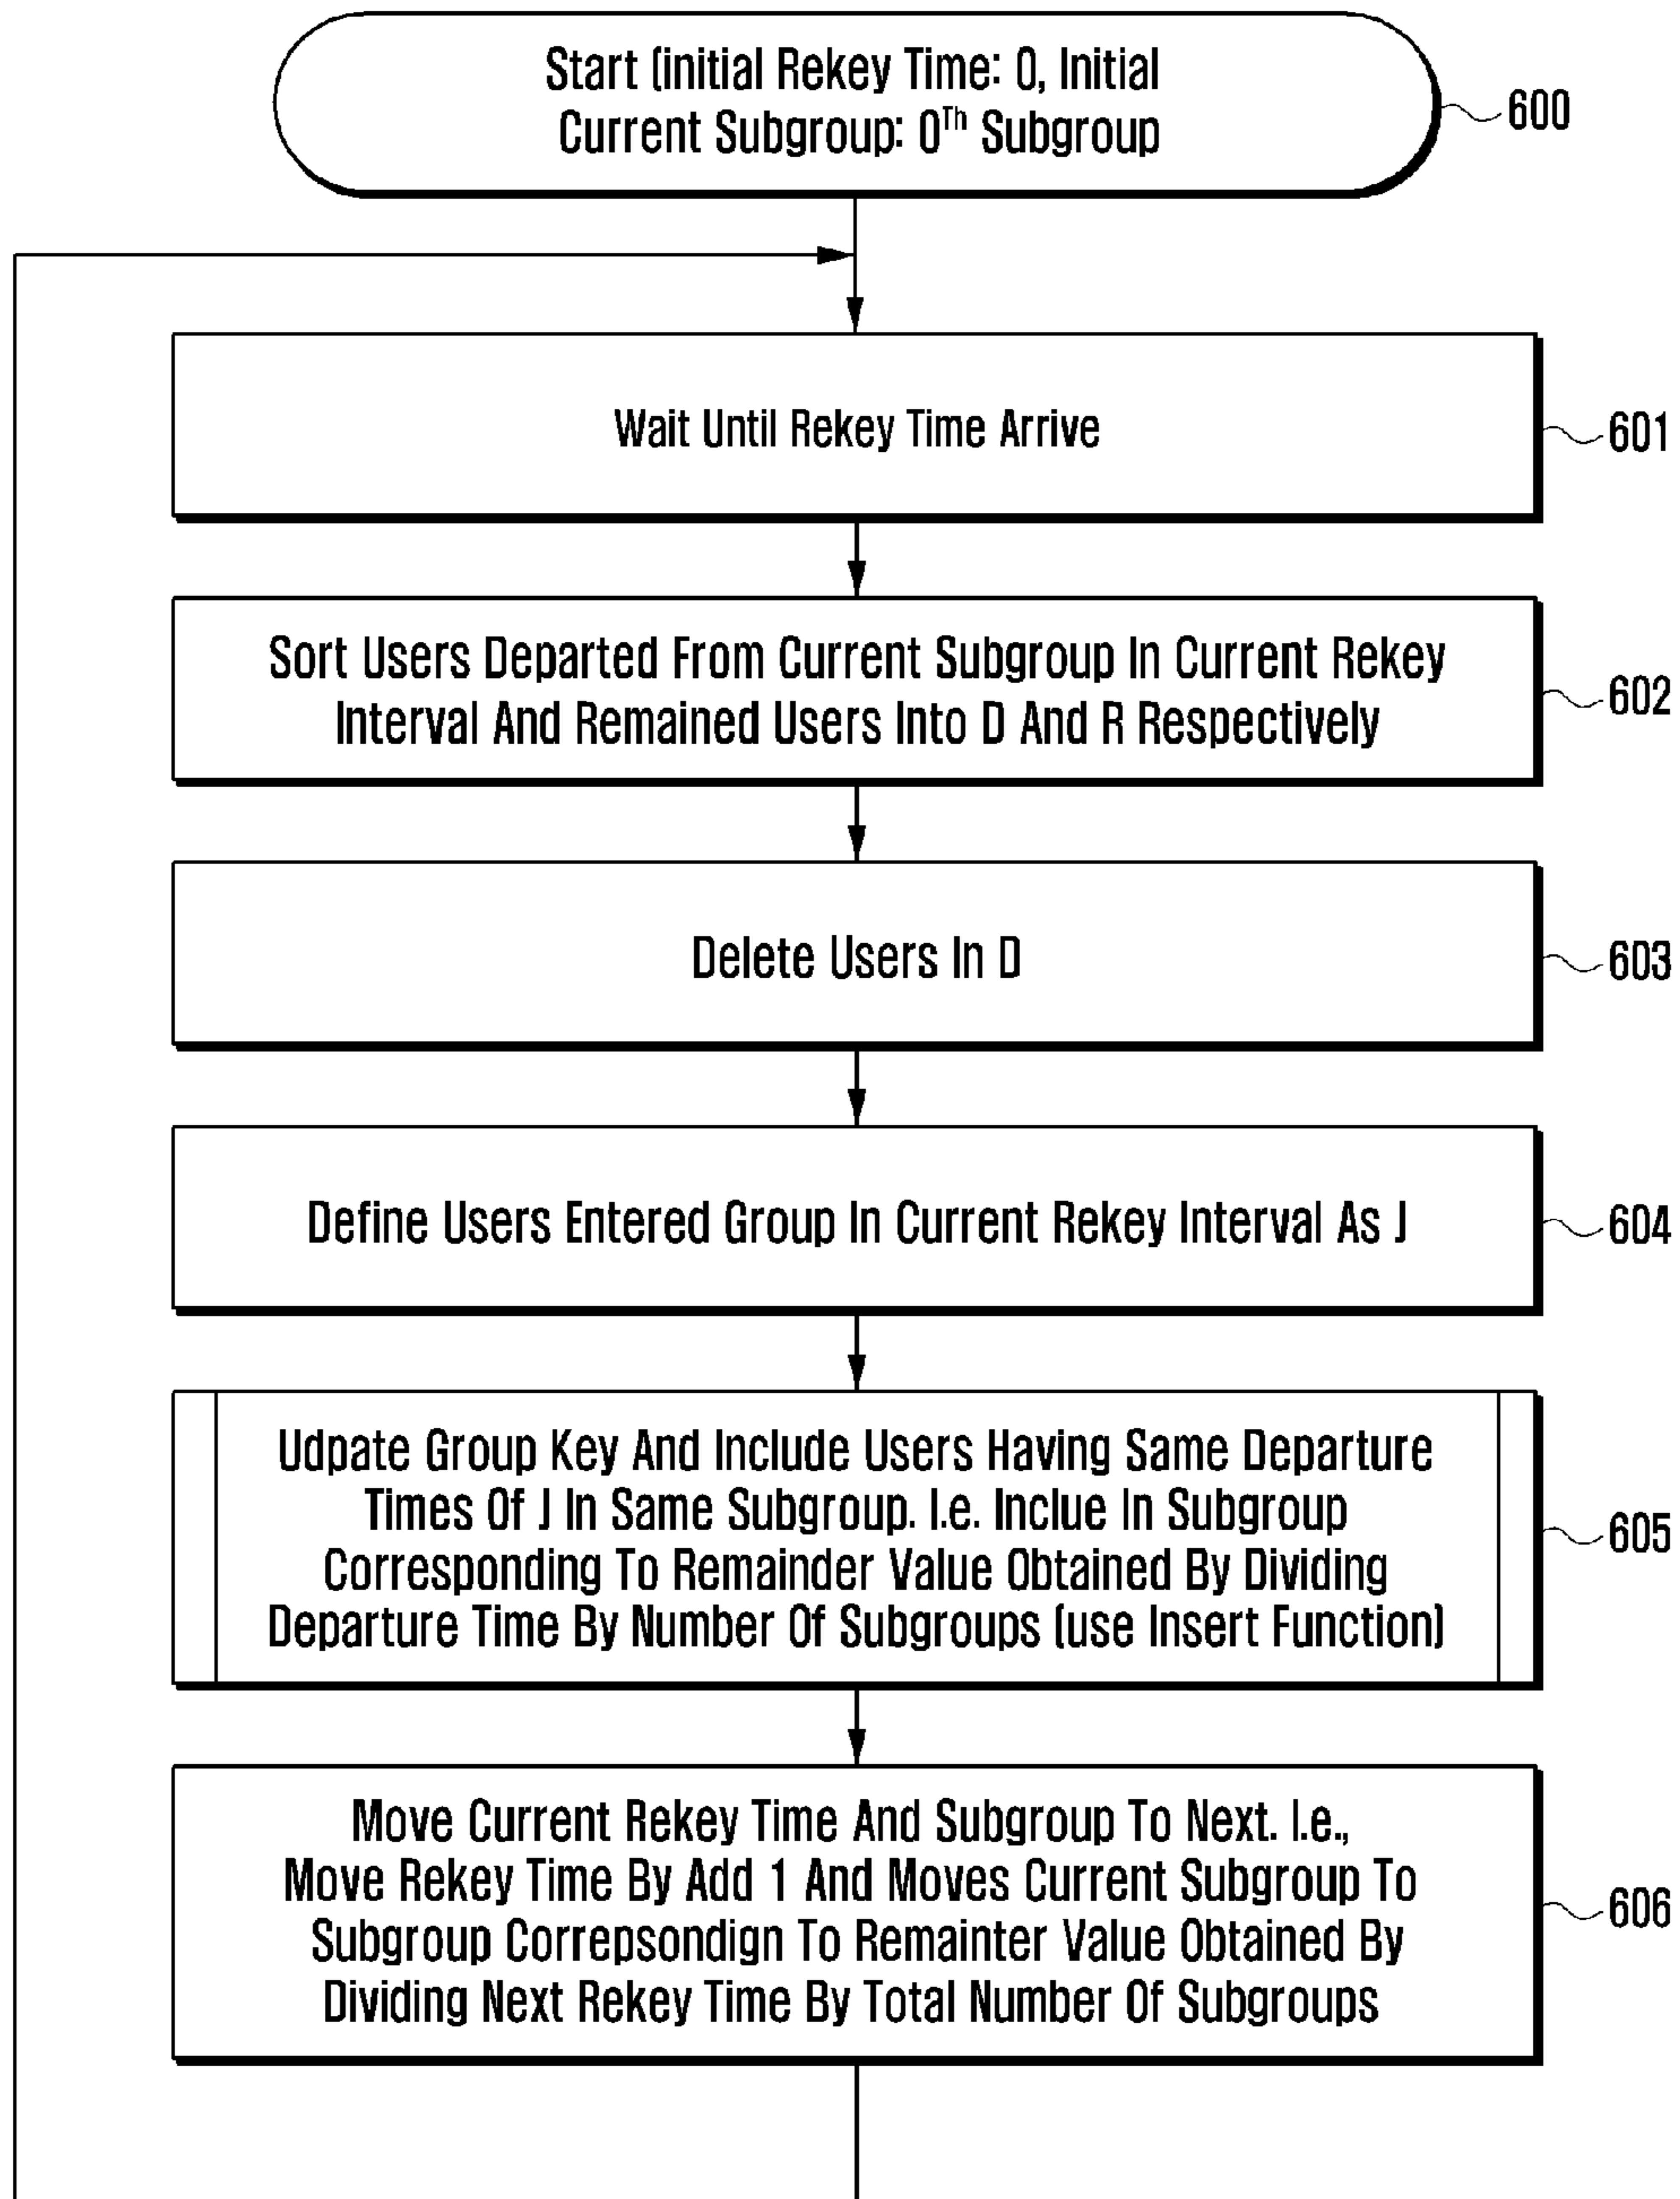 Start (initial Rekey Time: 0, Initial
Current Subgroup: 0Th Subgroup
600
Wait Until Rekey Time Arrive
601
Sort Users Departed From Current Subgroup In Current Rekey
Interval And Remained Users Into D And R Respectively
602
Delete Users In D
603
Define Users Entered Group In Current Rekey Interval As J
604
Udpate Group Key And Include Users Having Same Departure
Times Of J In Same Subgroup. I.e. Inclue In Subgroup
Corresponding To Remainder Value Obtained By Dividing
Departure Time By Number Of Subgroups (use Insert Function)
605
Move Current Rekey Time And Subgroup To Next. I.e.,
Move Rekey Time By Add 1 And Moves Current Subgroup To
Subgroup Correpsondign To Remainter Value Obtained By
Dividing Next Rekey Time By Total Number Of Subgroups
606